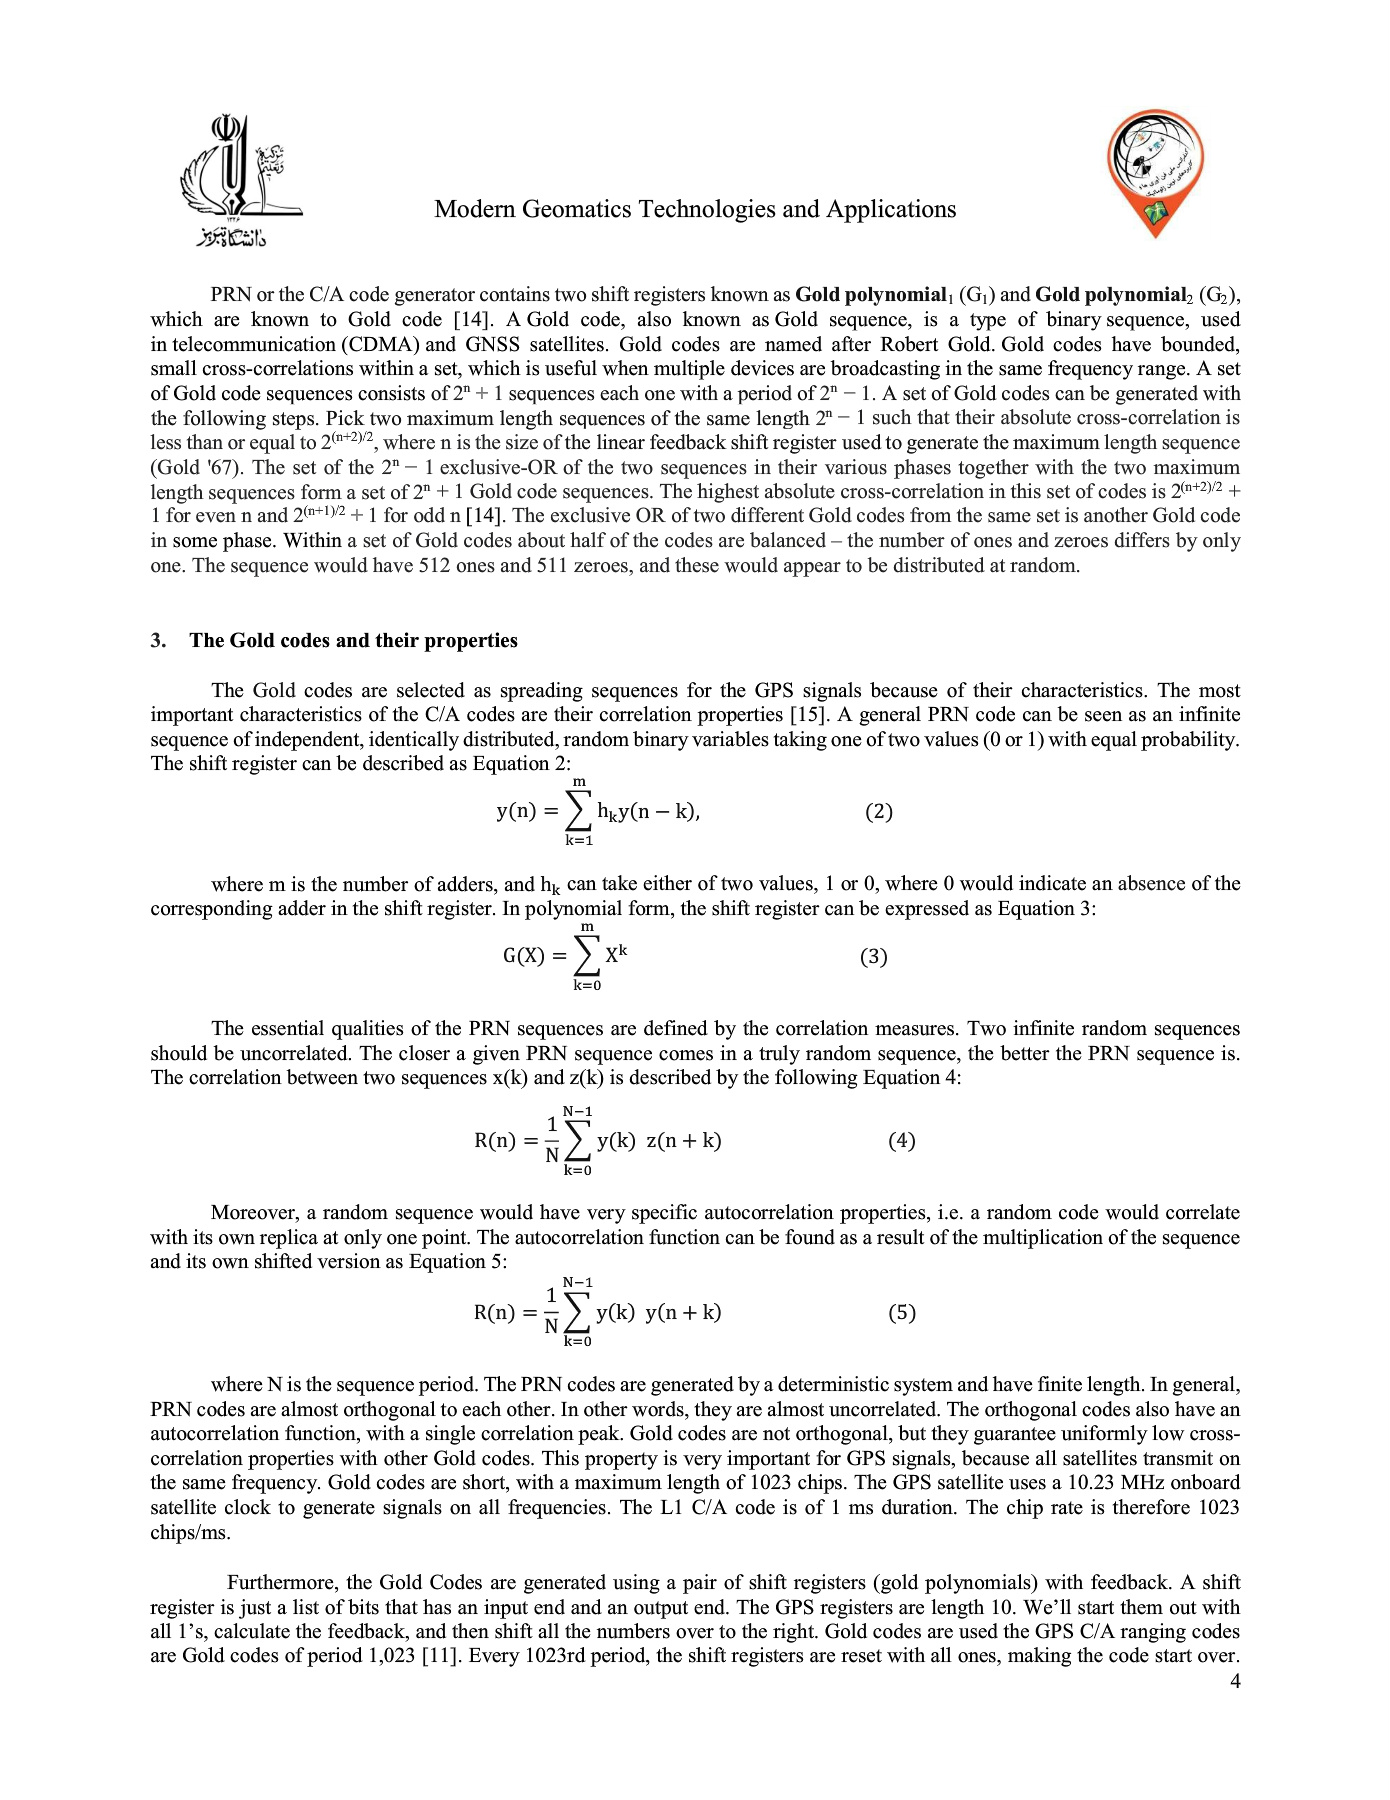 تزکیه
وتعلیم
۱۳۲۶
دانشگاه تبریز
Modern Geomatics Technologies and Applications
PRN or the C/A code generator contains two shift registers known as Gold polynomial₁ (G₁) and Gold polynomial₂ (G₂),
which are known to Gold code [14]. A Gold code, also known as Gold sequence, is a type of binary sequence, used
in telecommunication (CDMA) and GNSS satellites. Gold codes are named after Robert Gold. Gold codes have bounded,
small cross-correlations within a set, which is useful when multiple devices are broadcasting in the same frequency range. A set
of Gold code sequences consists of 2ⁿ + 1 sequences each one with a period of 2ⁿ − 1. A set of Gold codes can be generated with
the following steps. Pick two maximum length sequences of the same length 2ⁿ − 1 such that their absolute cross-correlation is
less than or equal to 2^(n+2)/2, where n is the size of the linear feedback shift register used to generate the maximum length sequence
(Gold '67). The set of the 2ⁿ − 1 exclusive-OR of the two sequences in their various phases together with the two maximum
length sequences form a set of 2ⁿ + 1 Gold code sequences. The highest absolute cross-correlation in this set of codes is 2^(n+2)/2 +
1 for even n and 2^(n+1)/2 + 1 for odd n [14]. The exclusive OR of two different Gold codes from the same set is another Gold code
in some phase. Within a set of Gold codes about half of the codes are balanced – the number of ones and zeroes differs by only
one. The sequence would have 512 ones and 511 zeroes, and these would appear to be distributed at random.
3. The Gold codes and their properties
The Gold codes are selected as spreading sequences for the GPS signals because of their characteristics. The most
important characteristics of the C/A codes are their correlation properties [15]. A general PRN code can be seen as an infinite
sequence of independent, identically distributed, random binary variables taking one of two values (0 or 1) with equal probability.
The shift register can be described as Equation 2:
y(n) = ∑_{k=1}^{m} hₖy(n − k), (2)
where m is the number of adders, and hₖ can take either of two values, 1 or 0, where 0 would indicate an absence of the
corresponding adder in the shift register. In polynomial form, the shift register can be expressed as Equation 3:
G(X) = ∑_{k=0}^{m} Xᵏ (3)
The essential qualities of the PRN sequences are defined by the correlation measures. Two infinite random sequences
should be uncorrelated. The closer a given PRN sequence comes in a truly random sequence, the better the PRN sequence is.
The correlation between two sequences x(k) and z(k) is described by the following Equation 4:
R(n) = 1/N ∑_{k=0}^{N−1} y(k) z(n + k) (4)
Moreover, a random sequence would have very specific autocorrelation properties, i.e. a random code would correlate
with its own replica at only one point. The autocorrelation function can be found as a result of the multiplication of the sequence
and its own shifted version as Equation 5:
R(n) = 1/N ∑_{k=0}^{N−1} y(k) y(n + k) (5)
where N is the sequence period. The PRN codes are generated by a deterministic system and have finite length. In general,
PRN codes are almost orthogonal to each other. In other words, they are almost uncorrelated. The orthogonal codes also have an
autocorrelation function, with a single correlation peak. Gold codes are not orthogonal, but they guarantee uniformly low cross-
correlation properties with other Gold codes. This property is very important for GPS signals, because all satellites transmit on
the same frequency. Gold codes are short, with a maximum length of 1023 chips. The GPS satellite uses a 10.23 MHz onboard
satellite clock to generate signals on all frequencies. The L1 C/A code is of 1 ms duration. The chip rate is therefore 1023
chips/ms.
Furthermore, the Gold Codes are generated using a pair of shift registers (gold polynomials) with feedback. A shift
register is just a list of bits that has an input end and an output end. The GPS registers are length 10. We’ll start them out with
all 1’s, calculate the feedback, and then shift all the numbers over to the right. Gold codes are used the GPS C/A ranging codes
are Gold codes of period 1,023 [11]. Every 1023rd period, the shift registers are reset with all ones, making the code start over.
4